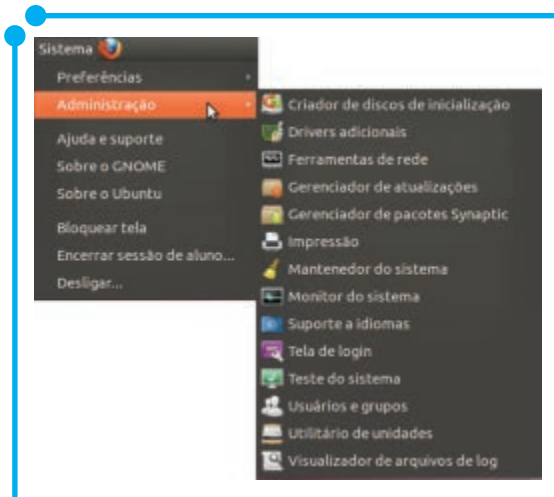 Sistema
Preferências
Administração
Ajuda e suporte
Sobre o GNOME
Sobre o Ubuntu
Bloquear tela
Encerrar sessão de aluno...
Desligar...
Criador de discos de inicialização
Drivers adicionais
Ferramentas de rede
Gerenciador de atualizações
Gerenciador de pacotes Synaptic
Impressão
Mantenedor do sistema
Monitor do sistema
Suporte a idiomas
Tela de login
Teste do sistema
Usuários e grupos
Utilitário de unidades
Visualizador de arquivos de log